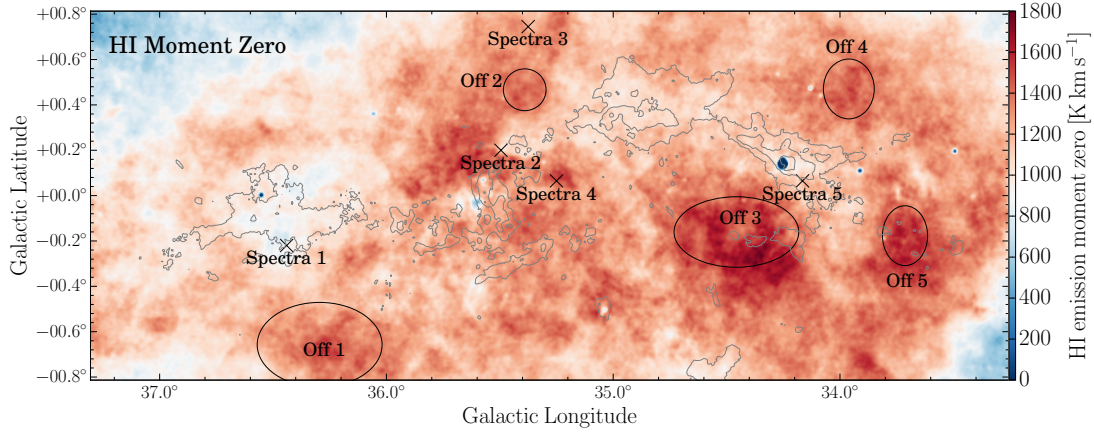 HI Moment Zero
Spectra 3
Off 2
Off 4
Spectra 2
Spectra 4
Spectra 5
Off 3
Spectra 1
Off 5
Off 1
+00.8°
+00.6°
+00.4°
+00.2°
+00.0°
−00.2°
−00.4°
−00.6°
−00.8°
Galactic Latitude
37.0°
36.0°
35.0°
34.0°
Galactic Longitude
1800
1600
1400
1200
1000
800
600
400
200
0
HI emission moment zero [K km s⁻¹]